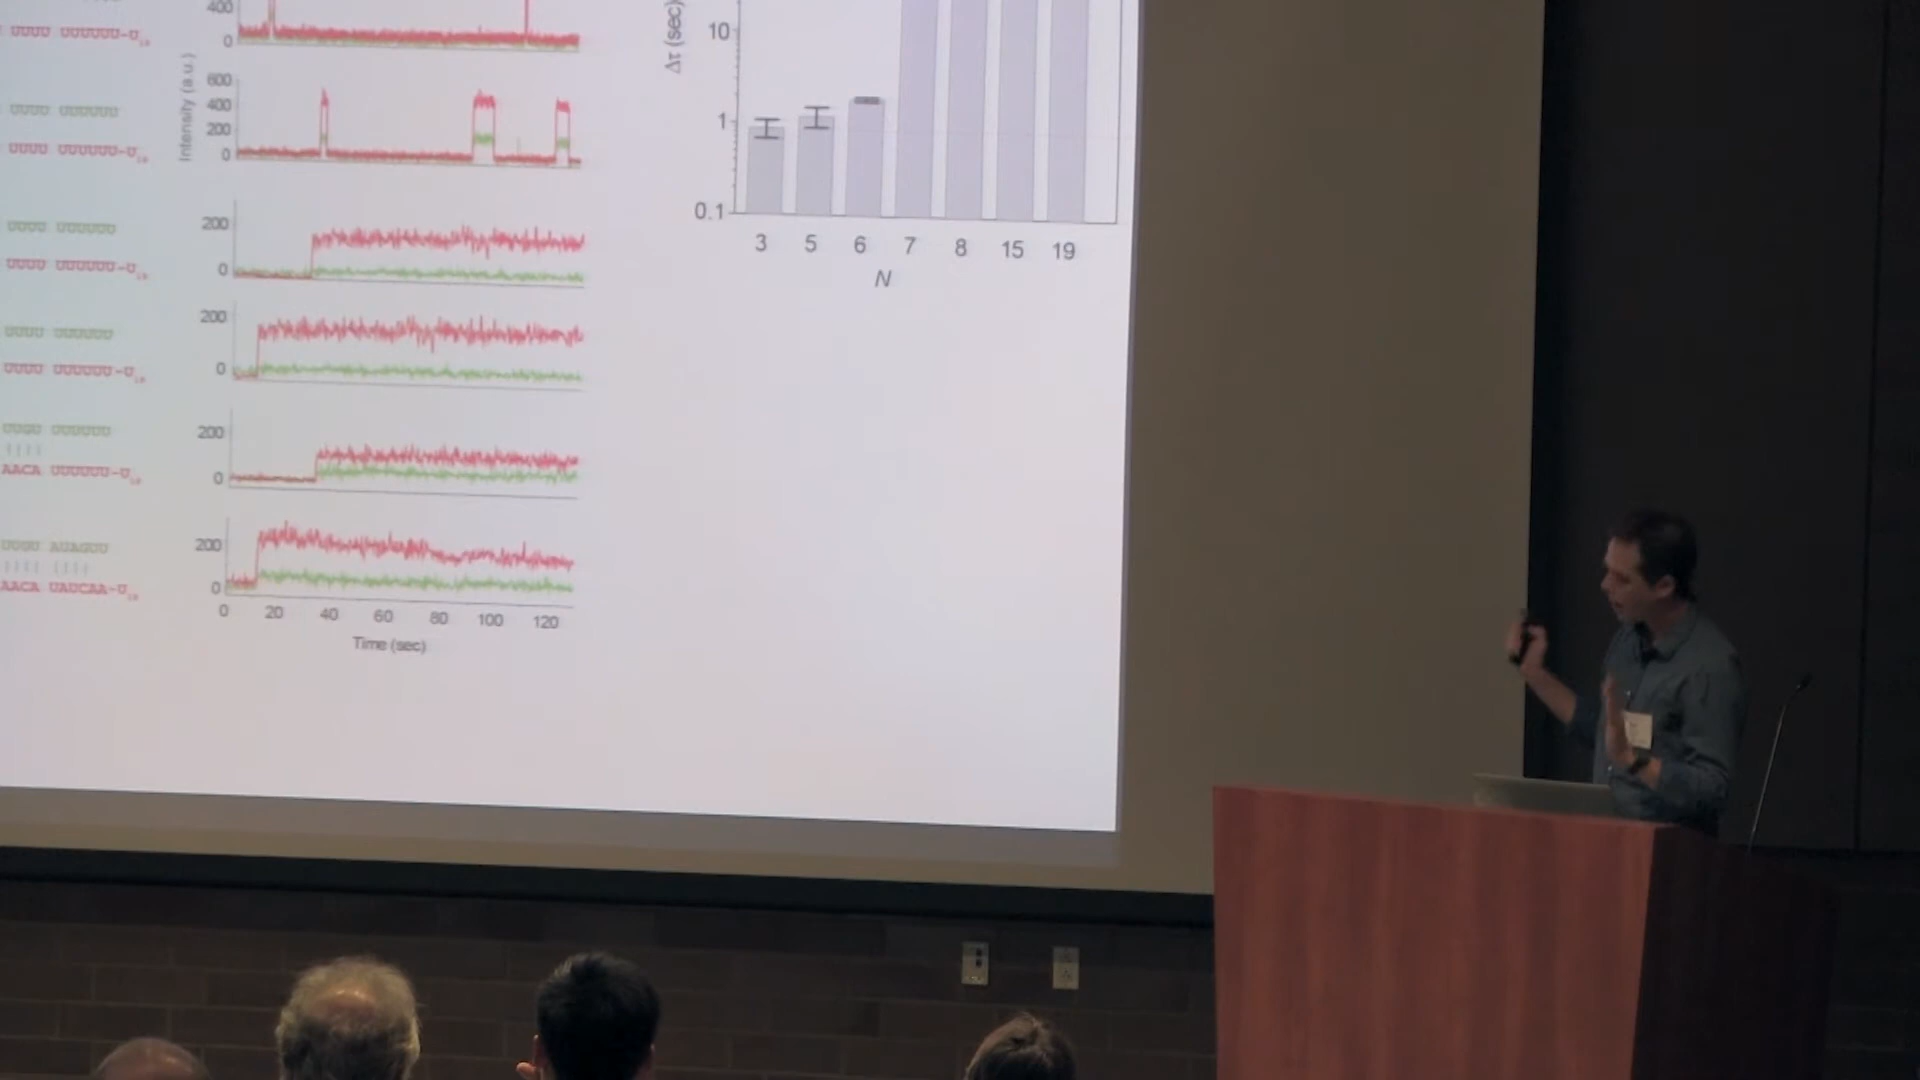 400
UUUU UUUUUU-U
0
Intensity (a.u.)
600
400
200
0
UUUU UUUUUU
UUUU UUUUUU-U
200
0
UUUU UUUUUU
UUUU UUUUUU-U
200
0
UUUU UUUUUU
UUUU UUUUUU-U
200
0
UUGU UUUUUU
AACA UUUUUU-U
200
0
UUGU AUAGUU
AACA UAUCAA-U
0 20 40 60 80 100 120
Time (sec)
Δτ (sec)
10
1
0.1
3 5 6 7 8 15 19
N